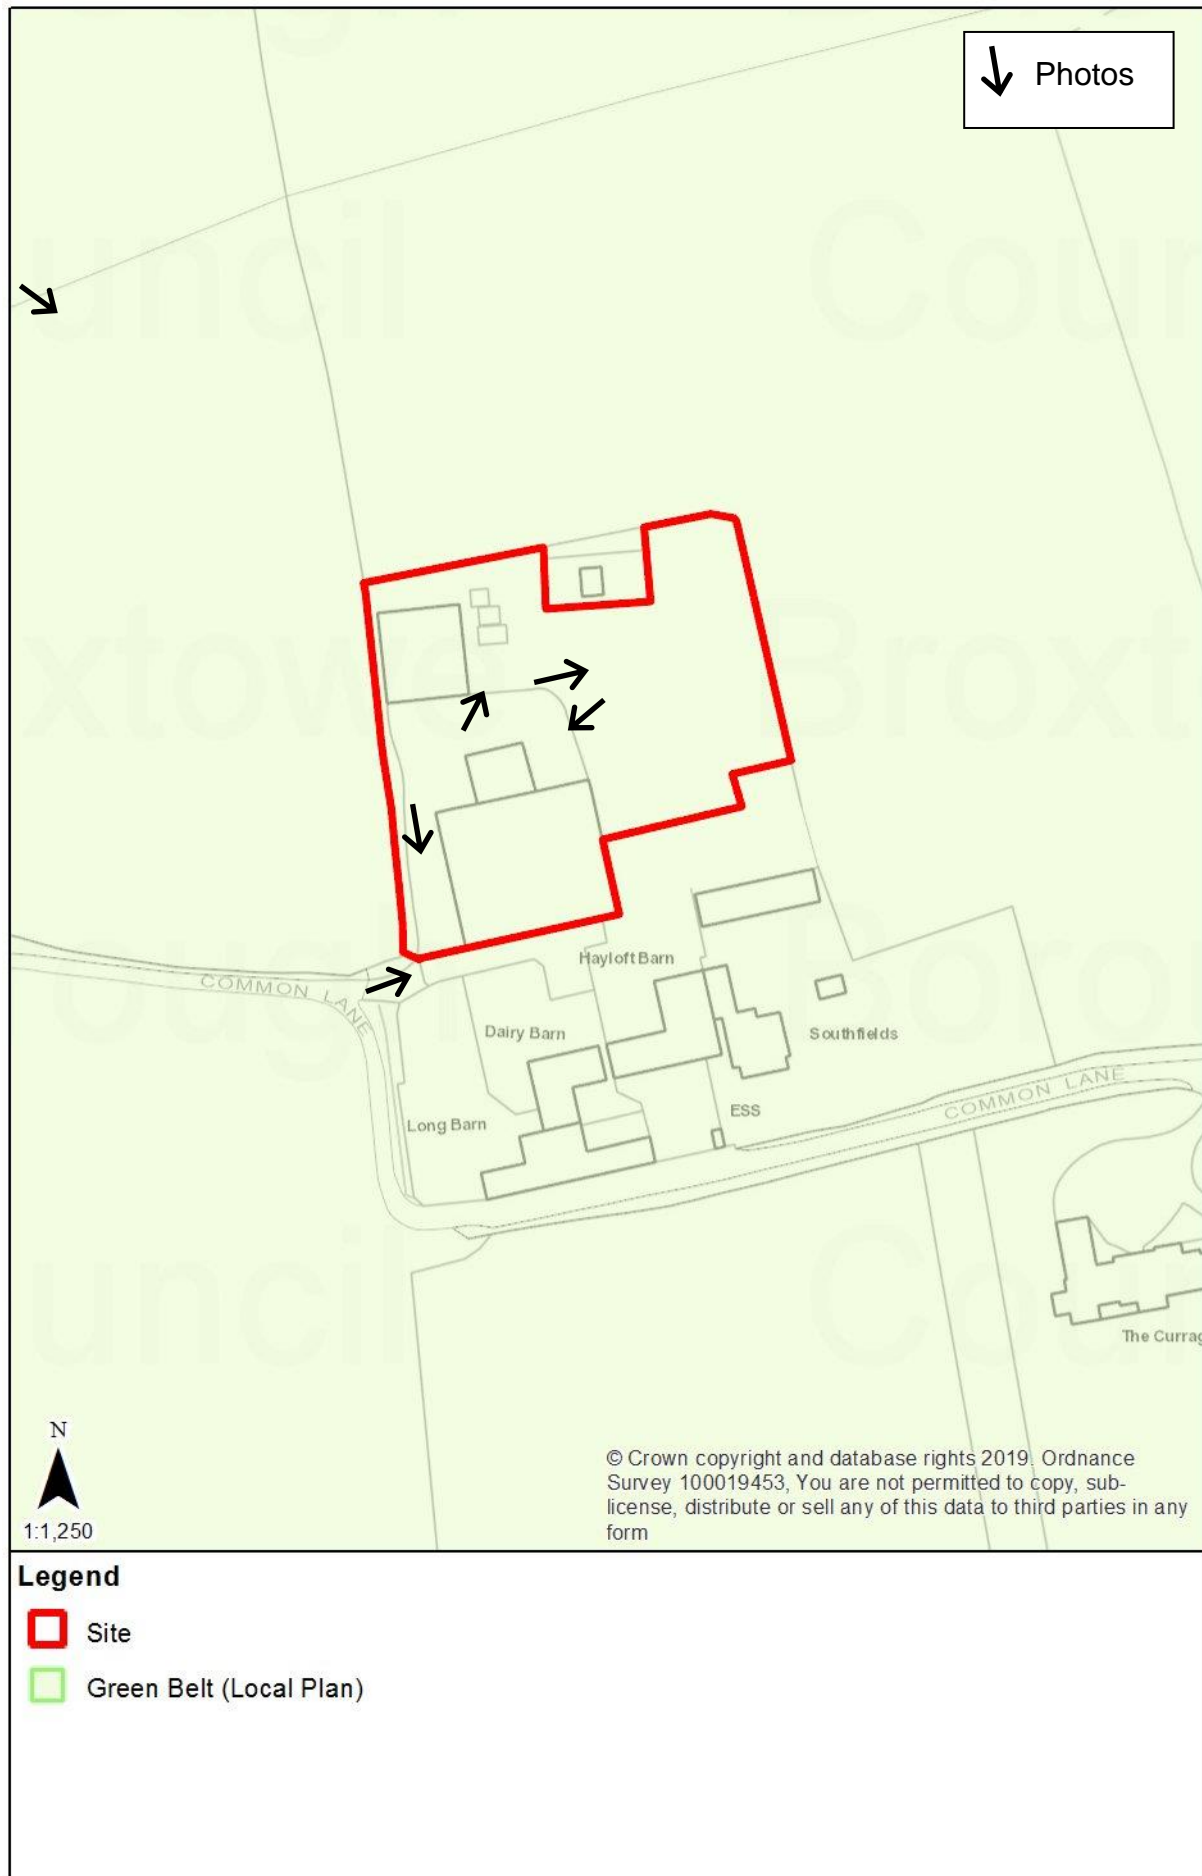 Photos
COMMON LANE
Hayloft Barn
Dairy Barn
Southfields
COMMON LANE
ESS
Long Barn
The Currag
N
1:1,250
© Crown copyright and database rights 2019. Ordnance
Survey 100019453, You are not permitted to copy, sub-
license, distribute or sell any of this data to third parties in any
form
Legend
Site
Green Belt (Local Plan)